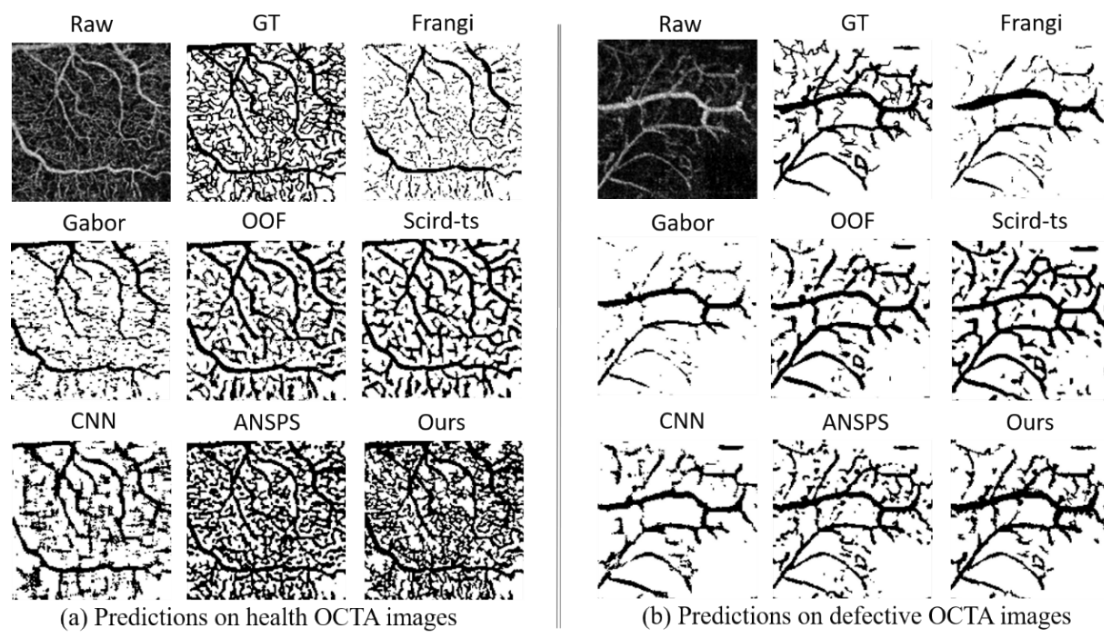 Raw GT Frangi
Gabor OOF Scird-ts
CNN ANSPS Ours
(a) Predictions on health OCTA images
Raw GT Frangi
Gabor OOF Scird-ts
CNN ANSPS Ours
(b) Predictions on defective OCTA images